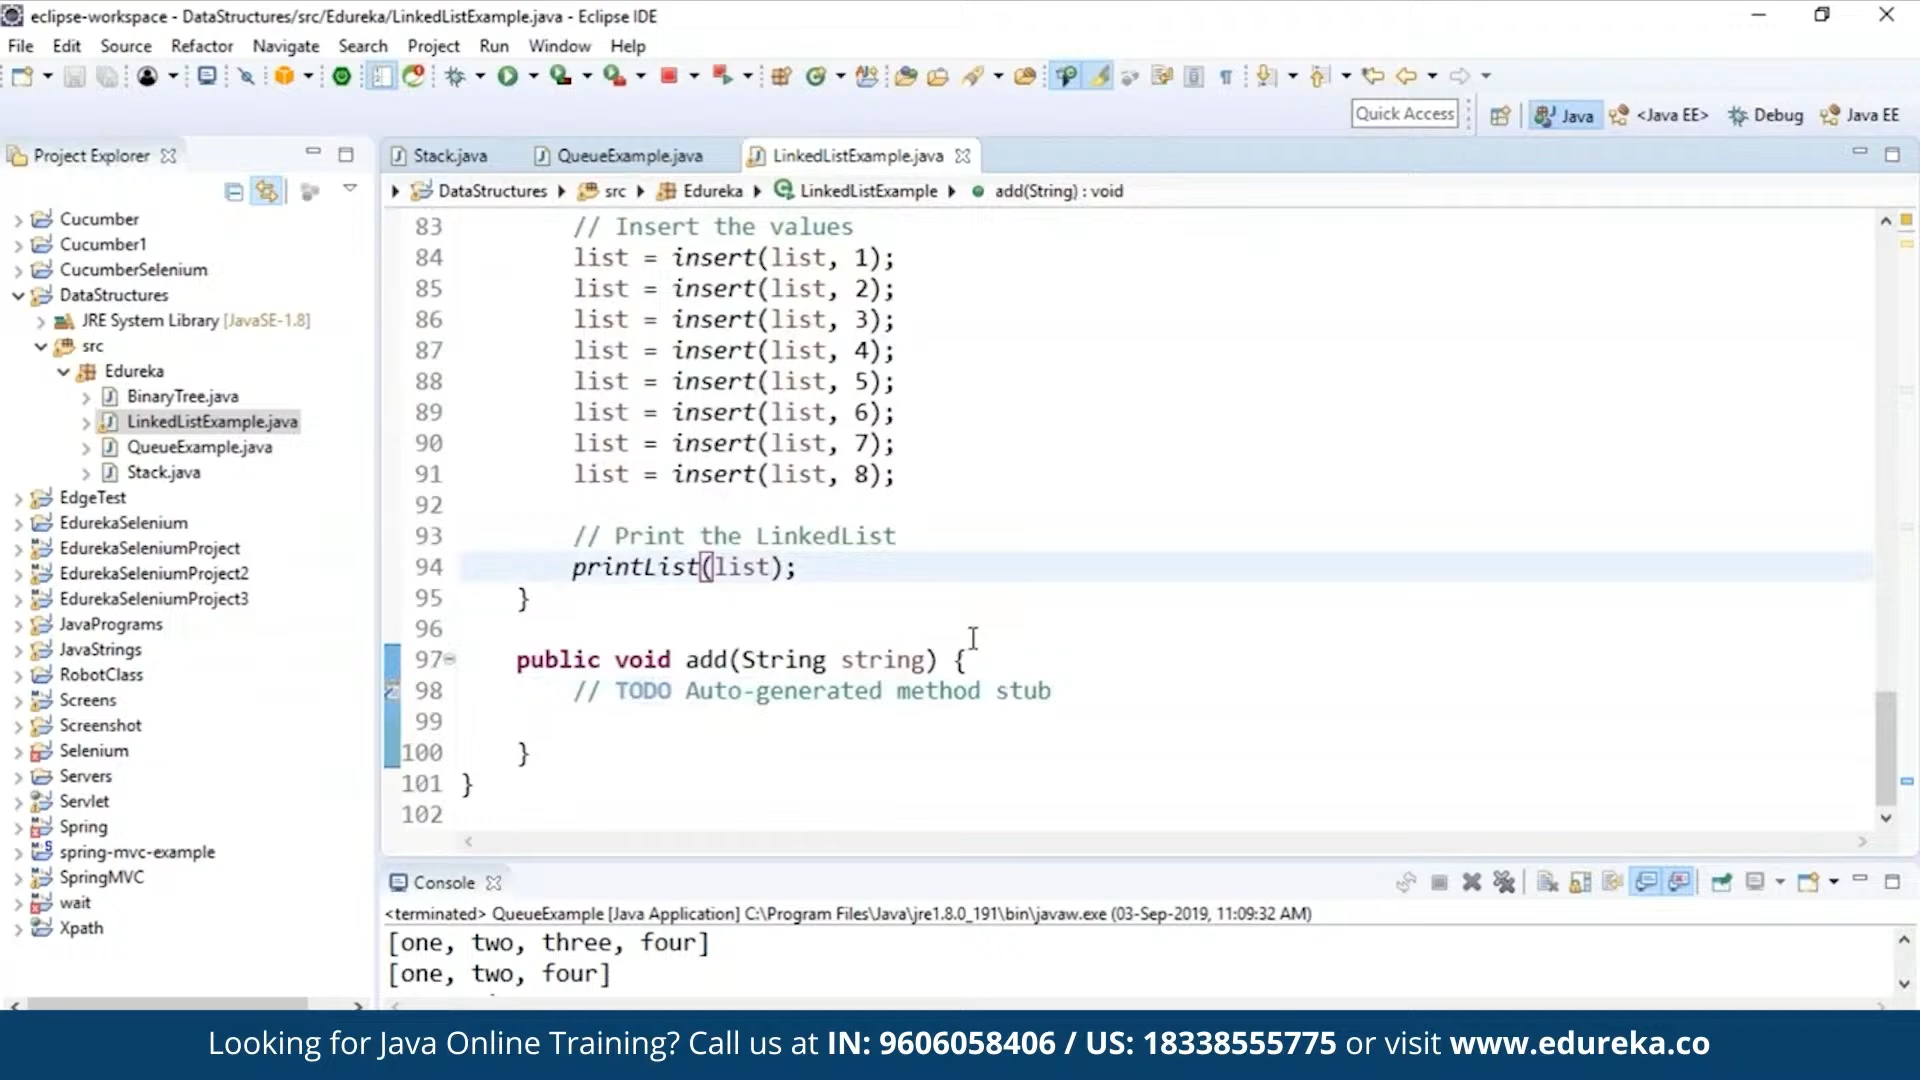 eclipse-workspace - DataStructures/src/Edureka/LinkedListExample.java - Eclipse IDE
File Edit Source Refactor Navigate Search Project Run Window Help
Quick Access Java <Java EE> Debug Java EE
Project Explorer
Cucumber
Cucumber1
CucumberSelenium
DataStructures
JRE System Library [JavaSE-1.8]
src
Edureka
BinaryTree.java
LinkedListExample.java
QueueExample.java
Stack.java
EdgeTest
EdurekaSelenium
EdurekaSeleniumProject
EdurekaSeleniumProject2
EdurekaSeleniumProject3
JavaPrograms
JavaStrings
RobotClass
Screens
Screenshot
Selenium
Servers
Servlet
Spring
spring-mvc-example
SpringMVC
wait
Xpath
Stack.java QueueExample.java LinkedListExample.java
DataStructures src Edureka LinkedListExample add(String) : void
83 // Insert the values
84 list = insert(list, 1);
85 list = insert(list, 2);
86 list = insert(list, 3);
87 list = insert(list, 4);
88 list = insert(list, 5);
89 list = insert(list, 6);
90 list = insert(list, 7);
91 list = insert(list, 8);
92
93 // Print the LinkedList
94 printList(list);
95 }
96
97 public void add(String string) {
98 // TODO Auto-generated method stub
99
100 }
101 }
102
Console
<terminated> QueueExample [Java Application] C:\Program Files\Java\jre1.8.0_191\bin\javaw.exe (03-Sep-2019, 11:09:32 AM)
[one, two, three, four]
[one, two, four]
Looking for Java Online Training? Call us at IN: 9606058406 / US: 18338555775 or visit www.edureka.co